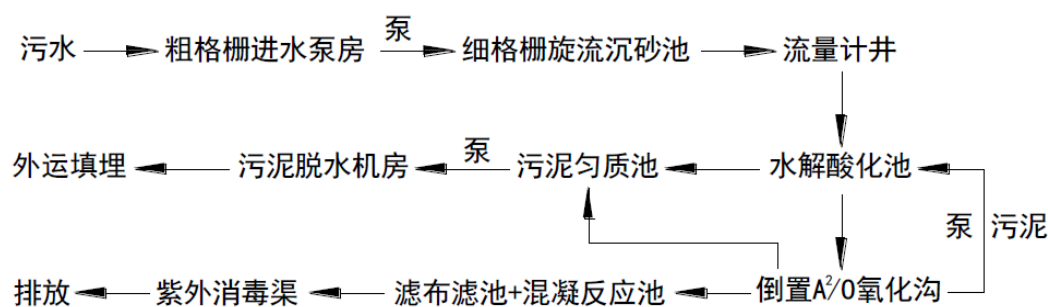 污水 粗格栅进水泵房 泵 细格栅旋流沉砂池 流量计井
外运填埋 污泥脱水机房 泵 污泥匀质池 水解酸化池
泵 污泥
排放 紫外消毒渠 滤布滤池+混凝反应池 倒置A²/O氧化沟